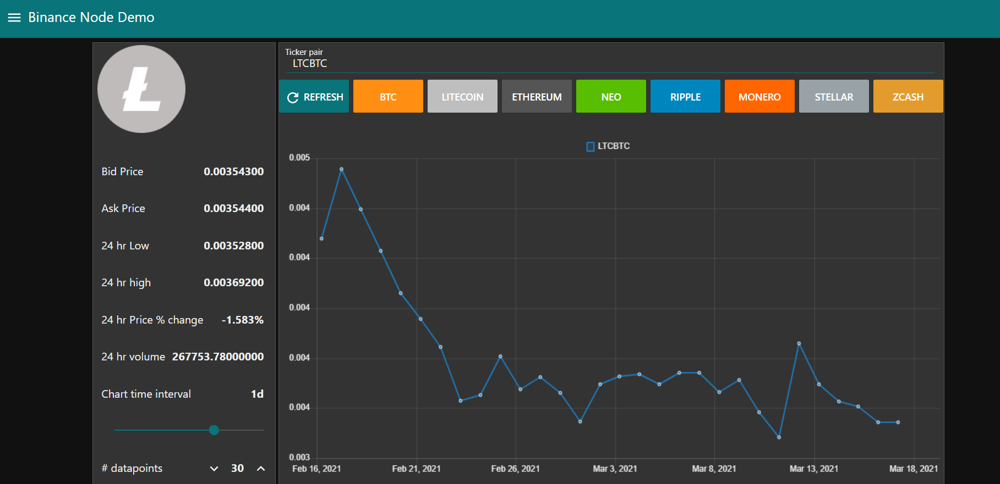 Binance Node Demo
Bid Price 0.00354300
Ask Price 0.00354400
24 hr Low 0.00352800
24 hr high 0.00369200
24 hr Price % change -1.583%
24 hr volume 267753.78000000
Chart time interval 1d
# datapoints 30
Ticker pair
LTCBTC
REFRESH BTC LITECOIN ETHEREUM NEO RIPPLE MONERO STELLAR ZCASH
LTCBTC
0.005
0.004
0.004
0.004
0.004
0.004
0.003
Feb 16, 2021 Feb 21, 2021 Feb 26, 2021 Mar 3, 2021 Mar 8, 2021 Mar 13, 2021 Mar 18, 2021